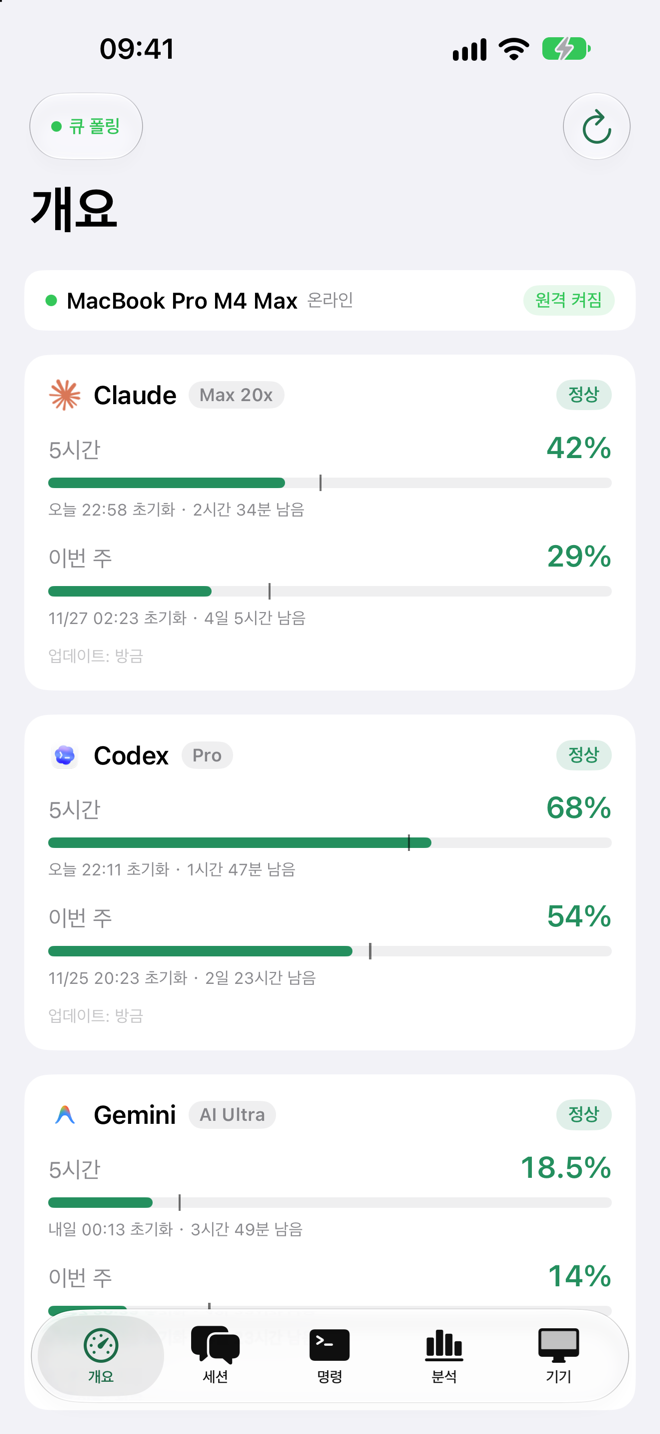 09:41
큐 폴링
개요
MacBook Pro M4 Max 온라인 원격 켜짐
Claude Max 20x 정상
5시간 42%
오늘 22:58 초기화 · 2시간 34분 남음
이번 주 29%
11/27 02:23 초기화 · 4일 5시간 남음
업데이트: 방금
Codex Pro 정상
5시간 68%
오늘 22:11 초기화 · 1시간 47분 남음
이번 주 54%
11/25 20:23 초기화 · 2일 23시간 남음
업데이트: 방금
Gemini AI Ultra 정상
5시간 18.5%
내일 00:13 초기화 · 3시간 49분 남음
이번 주 14%
개요 세션 명령 분석 기기